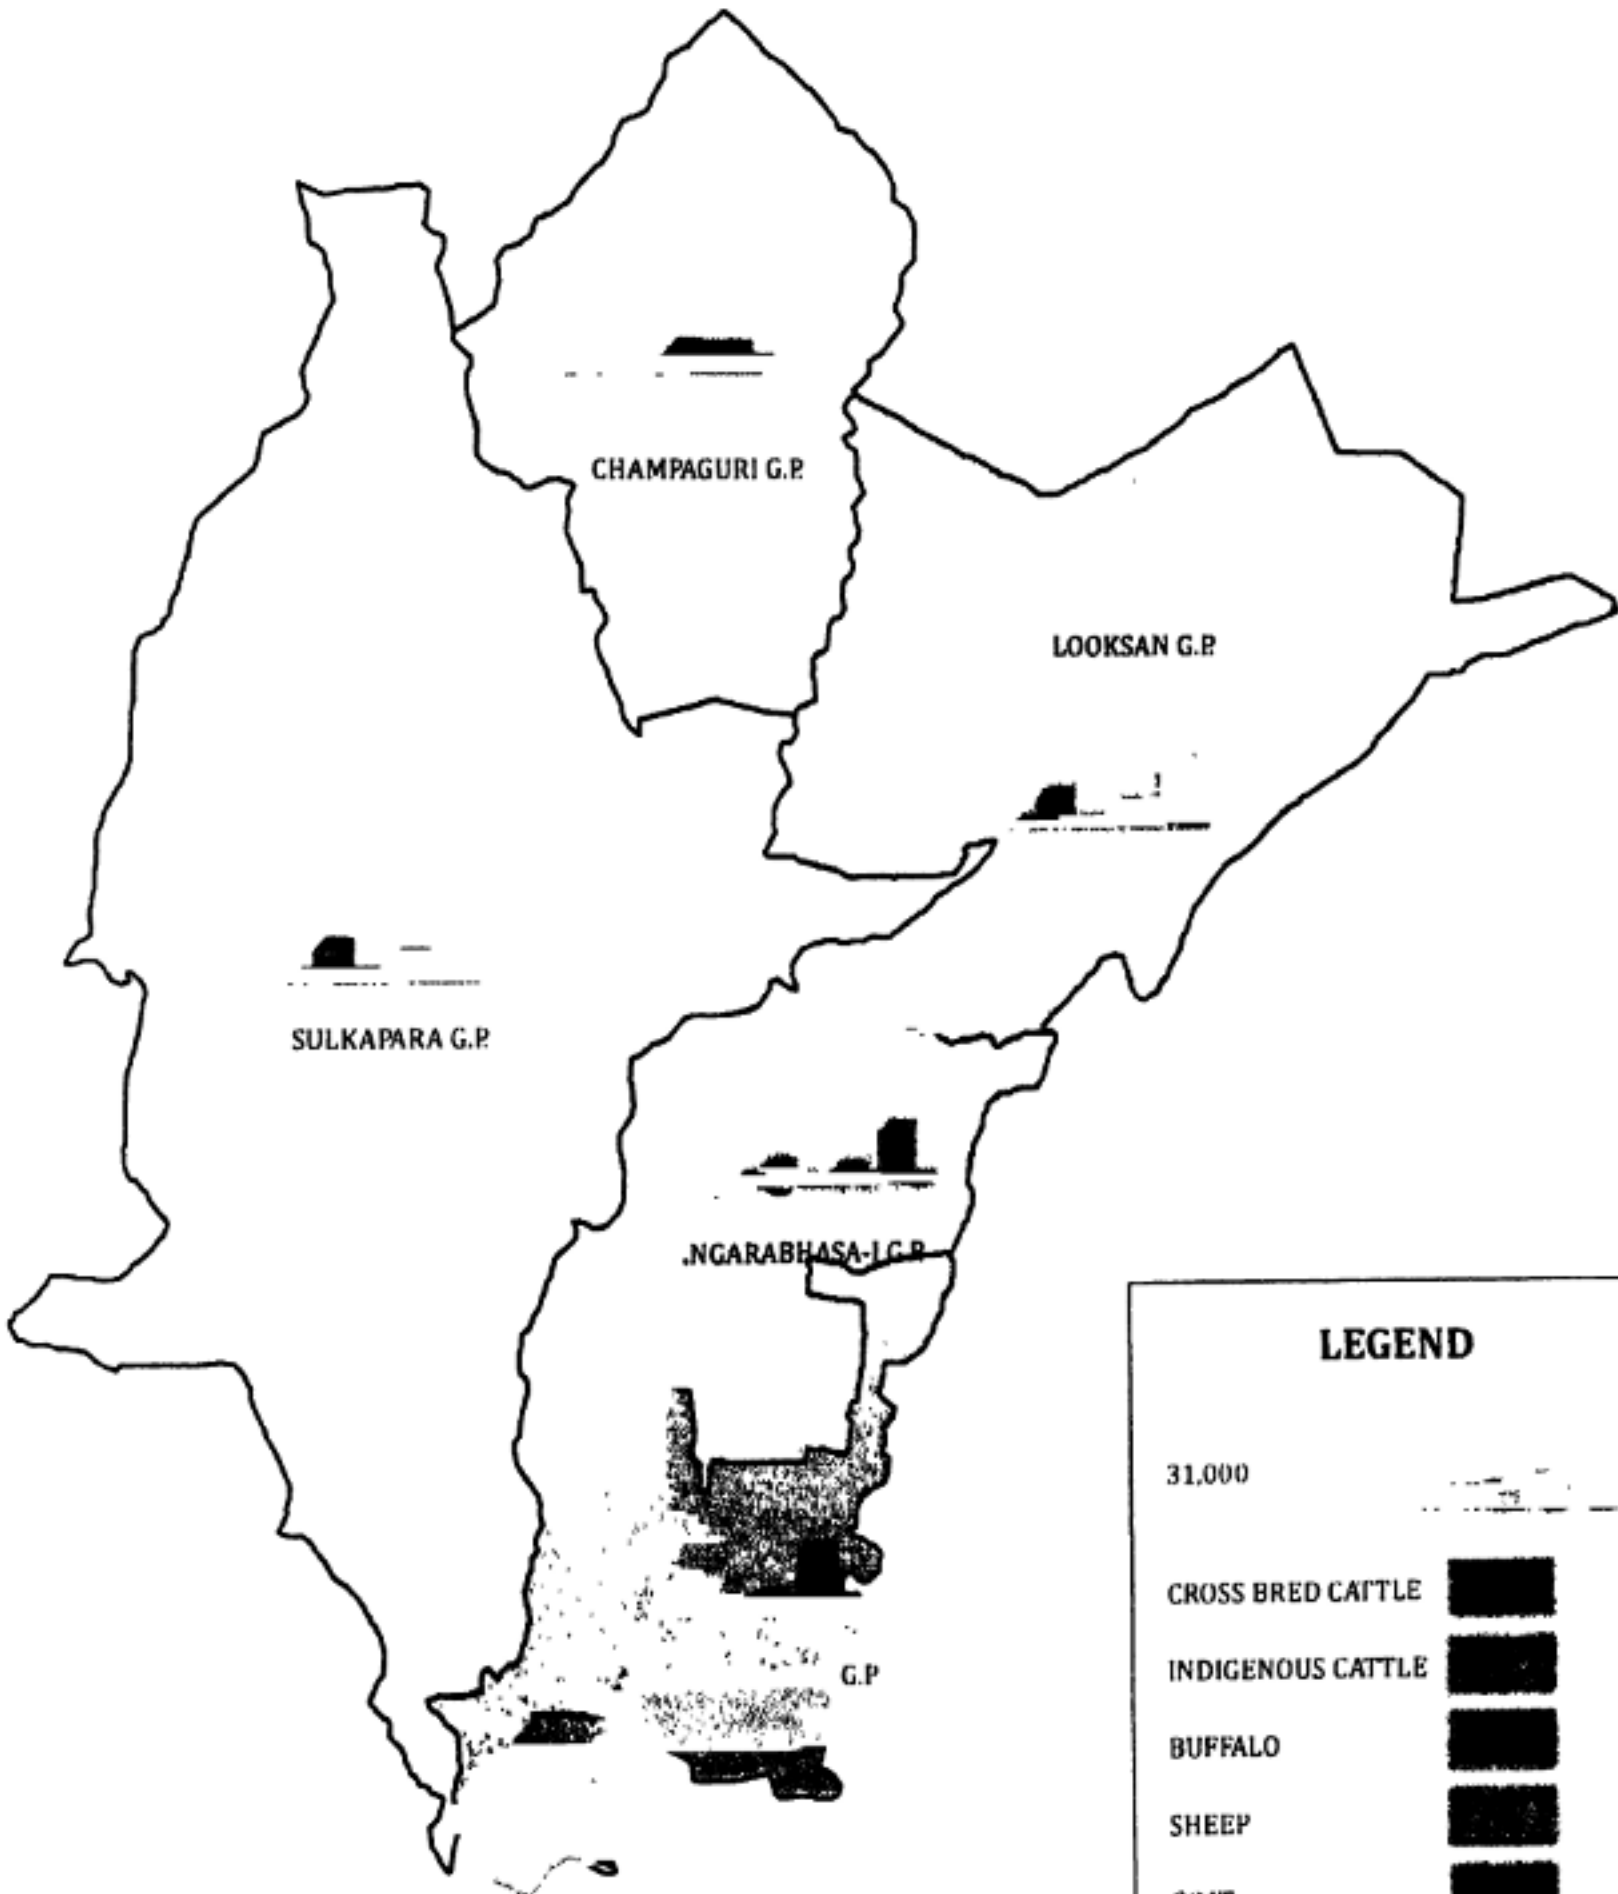 CHAMPAGURI G.P.
LOOKSAN G.P.
SULKAPARA G.P.
.NGARABHASA-I G.P.
G.P
LEGEND
31,000
CROSS BRED CATTLE
INDIGENOUS CATTLE
BUFFALO
SHEEP